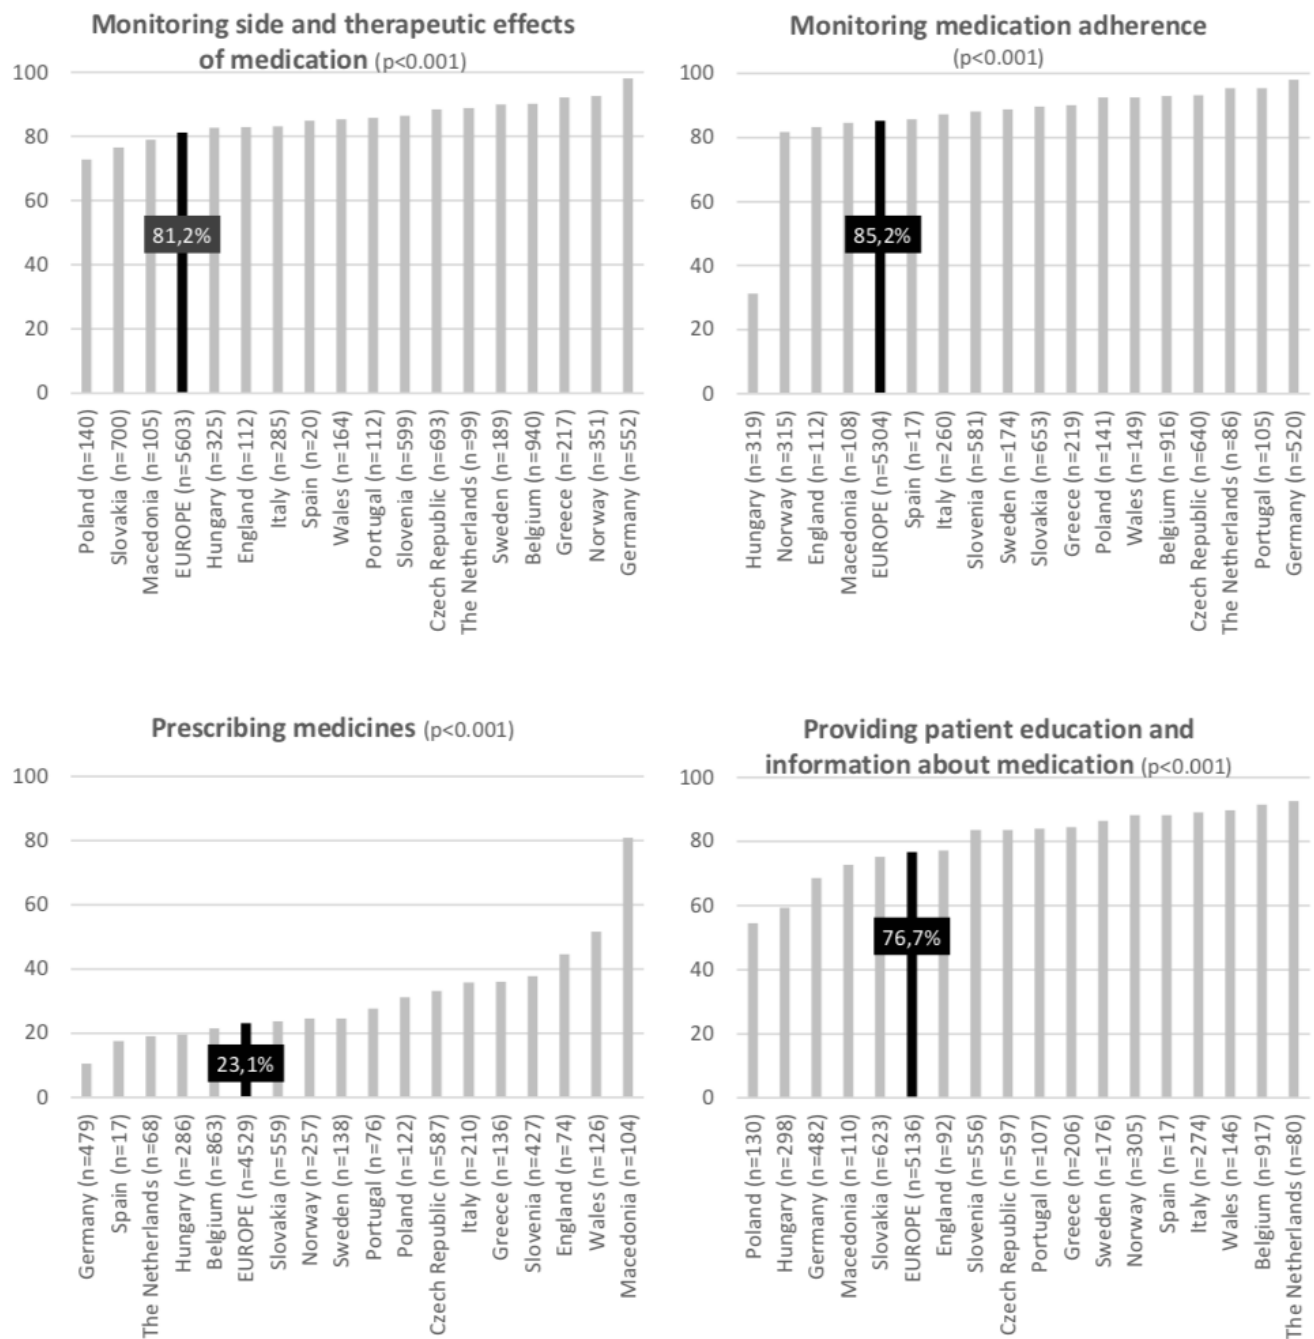 Monitoring side and therapeutic effects
of medication (p<0.001)
100
80
60
40
20
0
81,2%
Poland (n=140)
Slovakia (n=700)
Macedonia (n=105)
EUROPE (n=5603)
Hungary (n=325)
England (n=112)
Italy (n=285)
Spain (n=20)
Wales (n=164)
Portugal (n=112)
Slovenia (n=599)
Czech Republic (n=693)
The Netherlands (n=99)
Sweden (n=189)
Belgium (n=940)
Greece (n=217)
Norway (n=351)
Germany (n=552)
Monitoring medication adherence
(p<0.001)
100
80
60
40
20
0
85,2%
Hungary (n=319)
Norway (n=315)
England (n=112)
Macedonia (n=108)
EUROPE (n=5304)
Spain (n=17)
Italy (n=260)
Slovenia (n=581)
Sweden (n=174)
Slovakia (n=653)
Greece (n=219)
Poland (n=141)
Wales (n=149)
Belgium (n=916)
Czech Republic (n=640)
The Netherlands (n=86)
Portugal (n=105)
Germany (n=520)
Prescribing medicines (p<0.001)
100
80
60
40
20
0
23,1%
Germany (n=479)
Spain (n=17)
The Netherlands (n=68)
Hungary (n=286)
Belgium (n=863)
EUROPE (n=4529)
Slovakia (n=559)
Norway (n=257)
Sweden (n=138)
Portugal (n=76)
Poland (n=122)
Czech Republic (n=587)
Italy (n=210)
Greece (n=136)
Slovenia (n=427)
England (n=74)
Wales (n=126)
Macedonia (n=104)
Providing patient education and
information about medication (p<0.001)
100
80
60
40
20
0
76,7%
Poland (n=130)
Hungary (n=298)
Germany (n=482)
Macedonia (n=110)
Slovakia (n=623)
EUROPE (n=5136)
England (n=92)
Slovenia (n=556)
Czech Republic (n=597)
Portugal (n=107)
Greece (n=206)
Sweden (n=176)
Norway (n=305)
Spain (n=17)
Italy (n=274)
Wales (n=146)
Belgium (n=917)
The Netherlands (n=80)